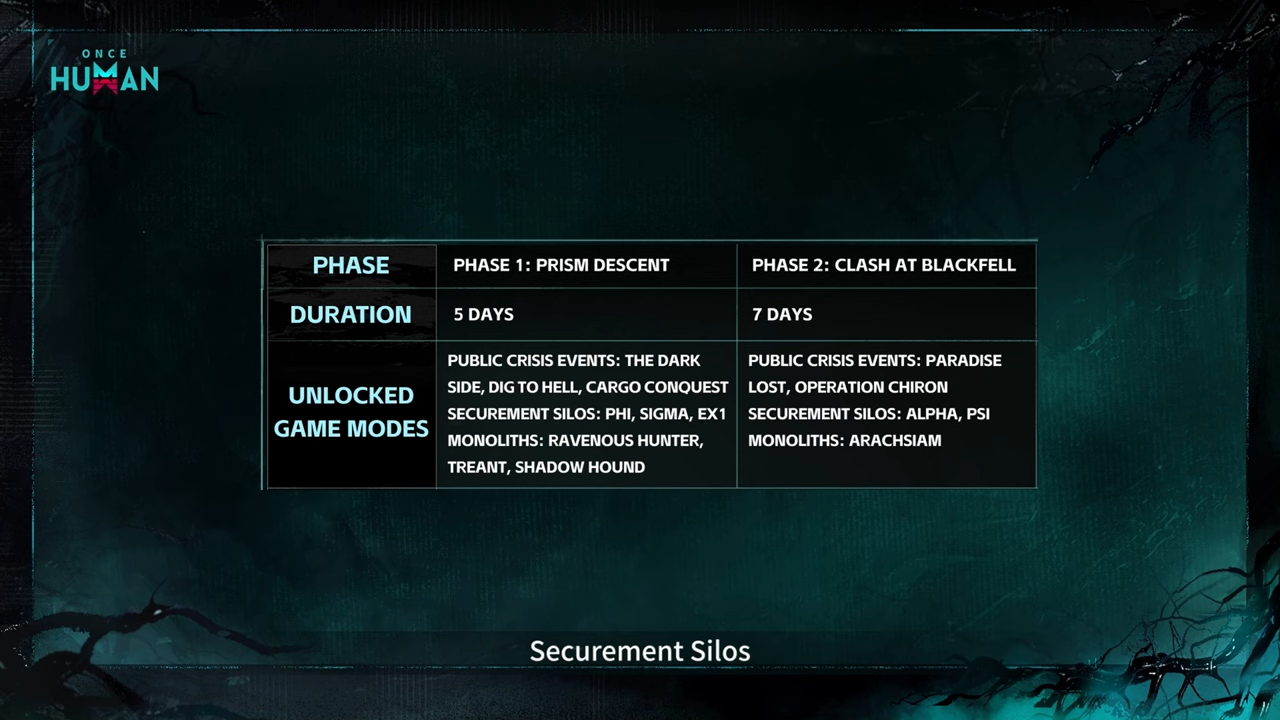 ONCE
HUMAN
PHASE
PHASE 1: PRISM DESCENT
PHASE 2: CLASH AT BLACKFELL
DURATION
5 DAYS
7 DAYS
UNLOCKED
GAME MODES
PUBLIC CRISIS EVENTS: THE DARK
SIDE, DIG TO HELL, CARGO CONQUEST
SECUREMENT SILOS: PHI, SIGMA, EX1
MONOLITHS: RAVENOUS HUNTER,
TREANT, SHADOW HOUND
PUBLIC CRISIS EVENTS: PARADISE
LOST, OPERATION CHIRON
SECUREMENT SILOS: ALPHA, PSI
MONOLITHS: ARACHSIAM
Securement Silos